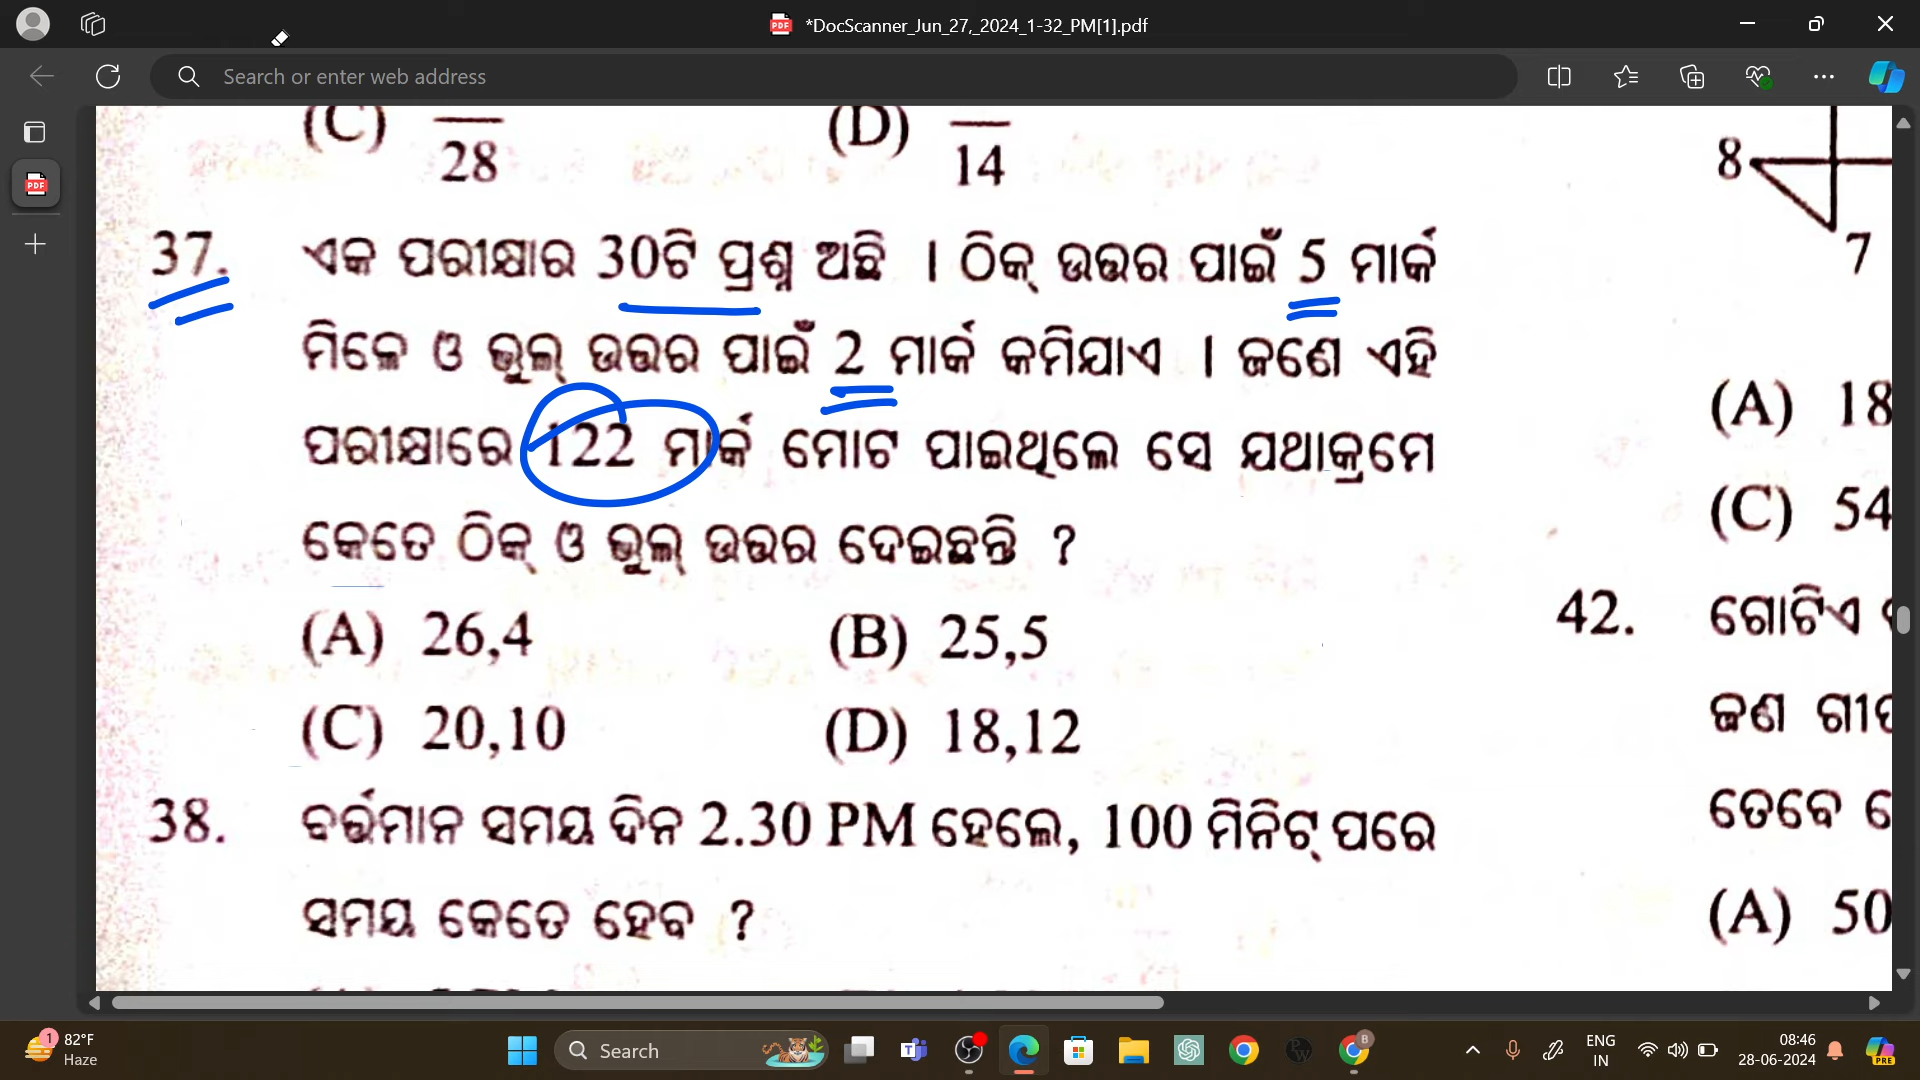 *DocScanner_Jun_27,_2024_1-32_PM[1].pdf
Search or enter web address
(C) 28
(D) 14
8
7
37. ଏକ ପରୀକ୍ଷାର 30ଟି ପ୍ରଶ୍ନ ଅଛି । ଠିକ୍ ଉତ୍ତର ପାଇଁ 5 ମାର୍କ
ମିଳେ ଓ ଭୁଲ୍ ଉତ୍ତର ପାଇଁ 2 ମାର୍କ କମିଯାଏ । ଜଣେ ଏହି
ପରୀକ୍ଷାରେ 122 ମାର୍କ ମୋଟ ପାଇଥିଲେ ସେ ଯଥାକ୍ରମେ
କେତେ ଠିକ୍ ଓ ଭୁଲ୍ ଉତ୍ତର ଦେଇଛନ୍ତି ?
(A) 26,4
(B) 25,5
(C) 20,10
(D) 18,12
38. ବର୍ତ୍ତମାନ ସମୟ ଦିନ 2.30 PM ହେଲେ, 100 ମିନିଟ୍ ପରେ
ସମୟ କେତେ ହେବ ?
(A) 18
(C) 54
42. ଗୋଟିଏ
ଜଣ
ତେବେ
(A) 50
1
82°F
Haze
Search
B
ENG
IN
08:46
28-06-2024
PRE